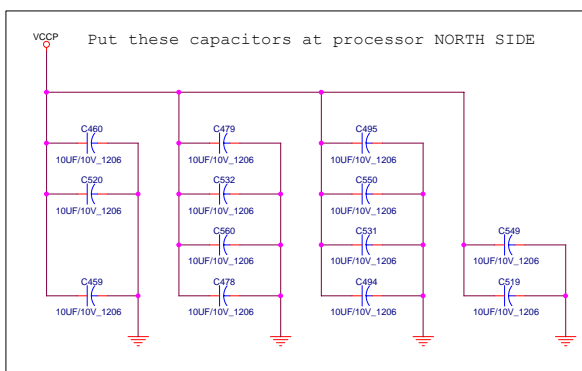 VCCP
Put these capacitors at processor NORTH SIDE
C460
10UF/10V_1206
C520
10UF/10V_1206
C459
10UF/10V_1206
C479
10UF/10V_1206
C532
10UF/10V_1206
C560
10UF/10V_1206
C478
10UF/10V_1206
C495
10UF/10V_1206
C550
10UF/10V_1206
C531
10UF/10V_1206
C494
10UF/10V_1206
C549
10UF/10V_1206
C519
10UF/10V_1206